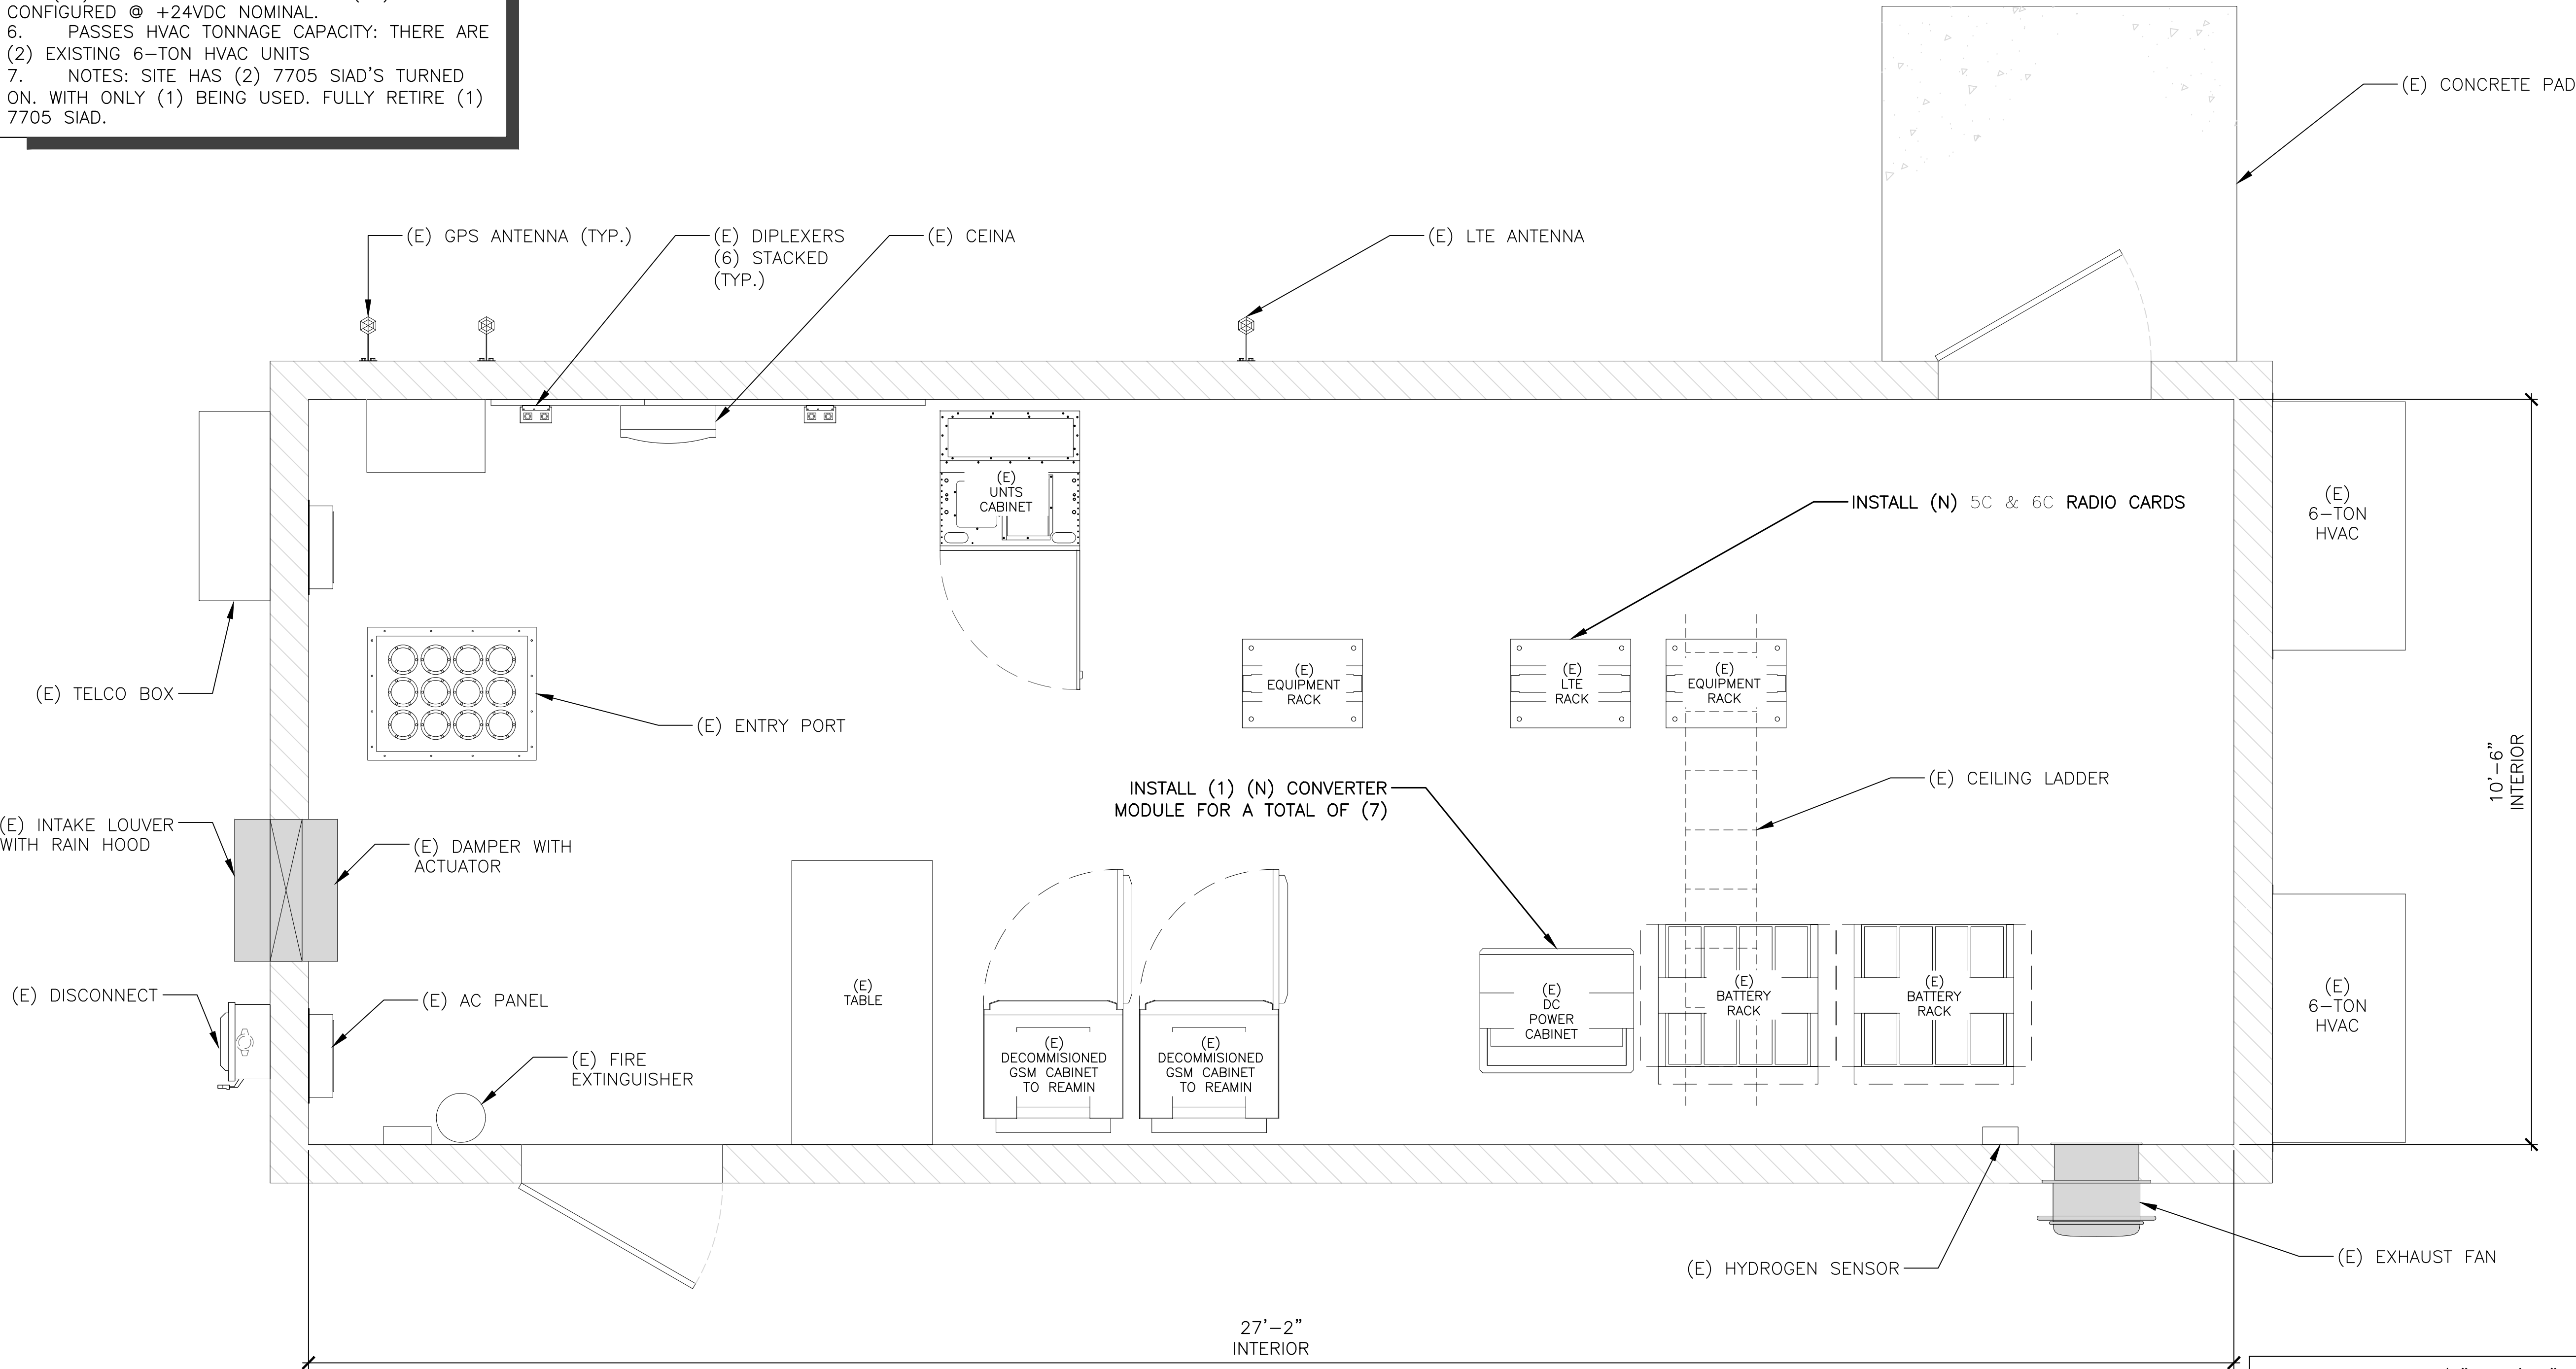 CONFIGURED @ +24VDC NOMINAL.
6. PASSES HVAC TONNAGE CAPACITY: THERE ARE
(2) EXISTING 6-TON HVAC UNITS
7. NOTES: SITE HAS (2) 7705 SIAD'S TURNED
ON. WITH ONLY (1) BEING USED. FULLY RETIRE (1)
7705 SIAD.
(E) CONCRETE PAD
(E) GPS ANTENNA (TYP.)
(E) DIPLEXERS
(6) STACKED
(TYP.)
(E) CEINA
(E) LTE ANTENNA
(E)
UNTS
CABINET
INSTALL (N) 5C & 6C RADIO CARDS
(E)
6-TON
HVAC
(E) TELCO BOX
(E) ENTRY PORT
(E)
EQUIPMENT
RACK
(E)
LTE
RACK
(E)
EQUIPMENT
RACK
10'-6"
INTERIOR
INSTALL (1) (N) CONVERTER
MODULE FOR A TOTAL OF (7)
(E) CEILING LADDER
(E) INTAKE LOUVER
WITH RAIN HOOD
(E) DAMPER WITH
ACTUATOR
(E) DISCONNECT
(E) AC PANEL
(E)
TABLE
(E)
DC
POWER
CABINET
(E)
BATTERY
RACK
(E)
BATTERY
RACK
(E)
6-TON
HVAC
(E) FIRE
EXTINGUISHER
(E)
DECOMMISIONED
GSM CABINET
TO REAMIN
(E)
DECOMMISIONED
GSM CABINET
TO REAMIN
(E) HYDROGEN SENSOR
(E) EXHAUST FAN
27'-2"
INTERIOR